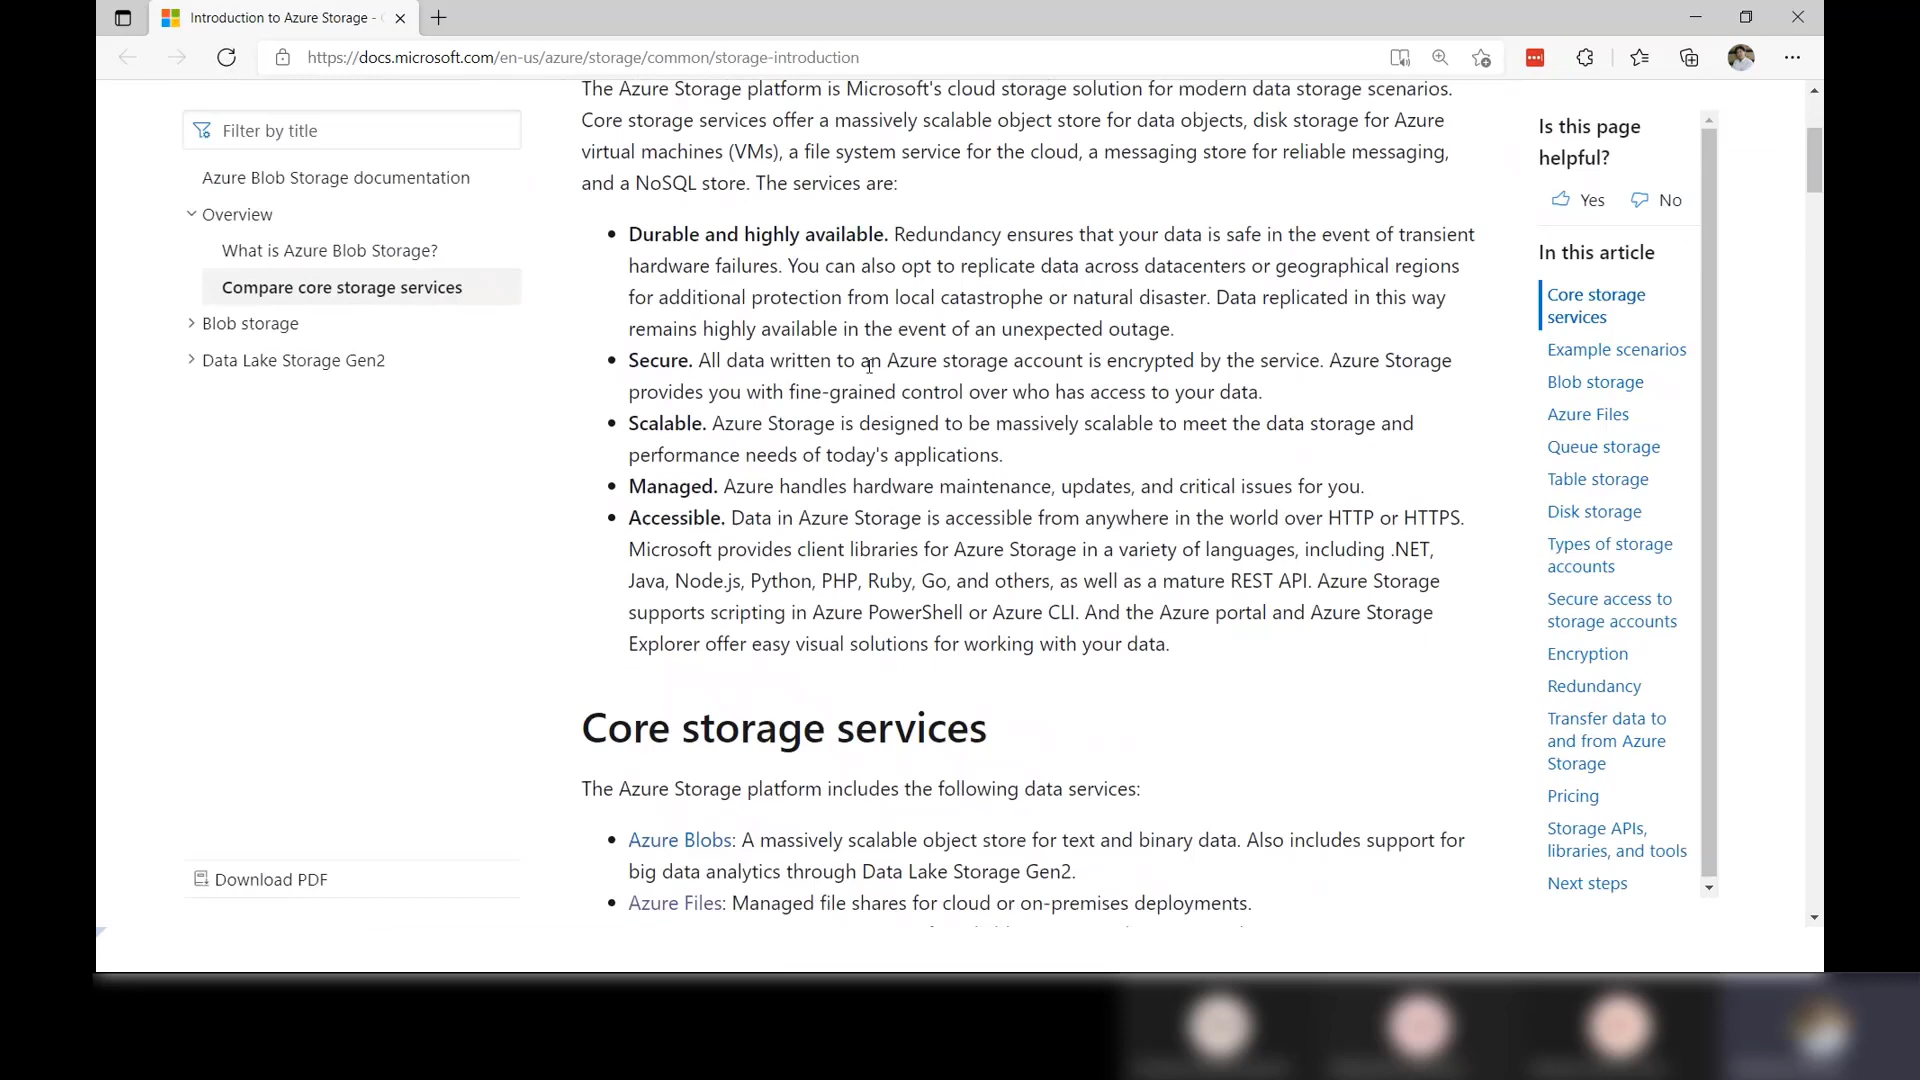 Introduction to Azure Storage -
https://docs.microsoft.com/en-us/azure/storage/common/storage-introduction
Filter by title
Azure Blob Storage documentation
Overview
What is Azure Blob Storage?
Compare core storage services
Blob storage
Data Lake Storage Gen2
Download PDF
The Azure Storage platform is Microsoft's cloud storage solution for modern data storage scenarios.
Core storage services offer a massively scalable object store for data objects, disk storage for Azure
virtual machines (VMs), a file system service for the cloud, a messaging store for reliable messaging,
and a NoSQL store. The services are:
• Durable and highly available. Redundancy ensures that your data is safe in the event of transient
hardware failures. You can also opt to replicate data across datacenters or geographical regions
for additional protection from local catastrophe or natural disaster. Data replicated in this way
remains highly available in the event of an unexpected outage.
• Secure. All data written to an Azure storage account is encrypted by the service. Azure Storage
provides you with fine-grained control over who has access to your data.
• Scalable. Azure Storage is designed to be massively scalable to meet the data storage and
performance needs of today's applications.
• Managed. Azure handles hardware maintenance, updates, and critical issues for you.
• Accessible. Data in Azure Storage is accessible from anywhere in the world over HTTP or HTTPS.
Microsoft provides client libraries for Azure Storage in a variety of languages, including .NET,
Java, Node.js, Python, PHP, Ruby, Go, and others, as well as a mature REST API. Azure Storage
supports scripting in Azure PowerShell or Azure CLI. And the Azure portal and Azure Storage
Explorer offer easy visual solutions for working with your data.
Core storage services
The Azure Storage platform includes the following data services:
• Azure Blobs: A massively scalable object store for text and binary data. Also includes support for
big data analytics through Data Lake Storage Gen2.
• Azure Files: Managed file shares for cloud or on-premises deployments.
Is this page
helpful?
Yes No
In this article
Core storage
services
Example scenarios
Blob storage
Azure Files
Queue storage
Table storage
Disk storage
Types of storage
accounts
Secure access to
storage accounts
Encryption
Redundancy
Transfer data to
and from Azure
Storage
Pricing
Storage APIs,
libraries, and tools
Next steps